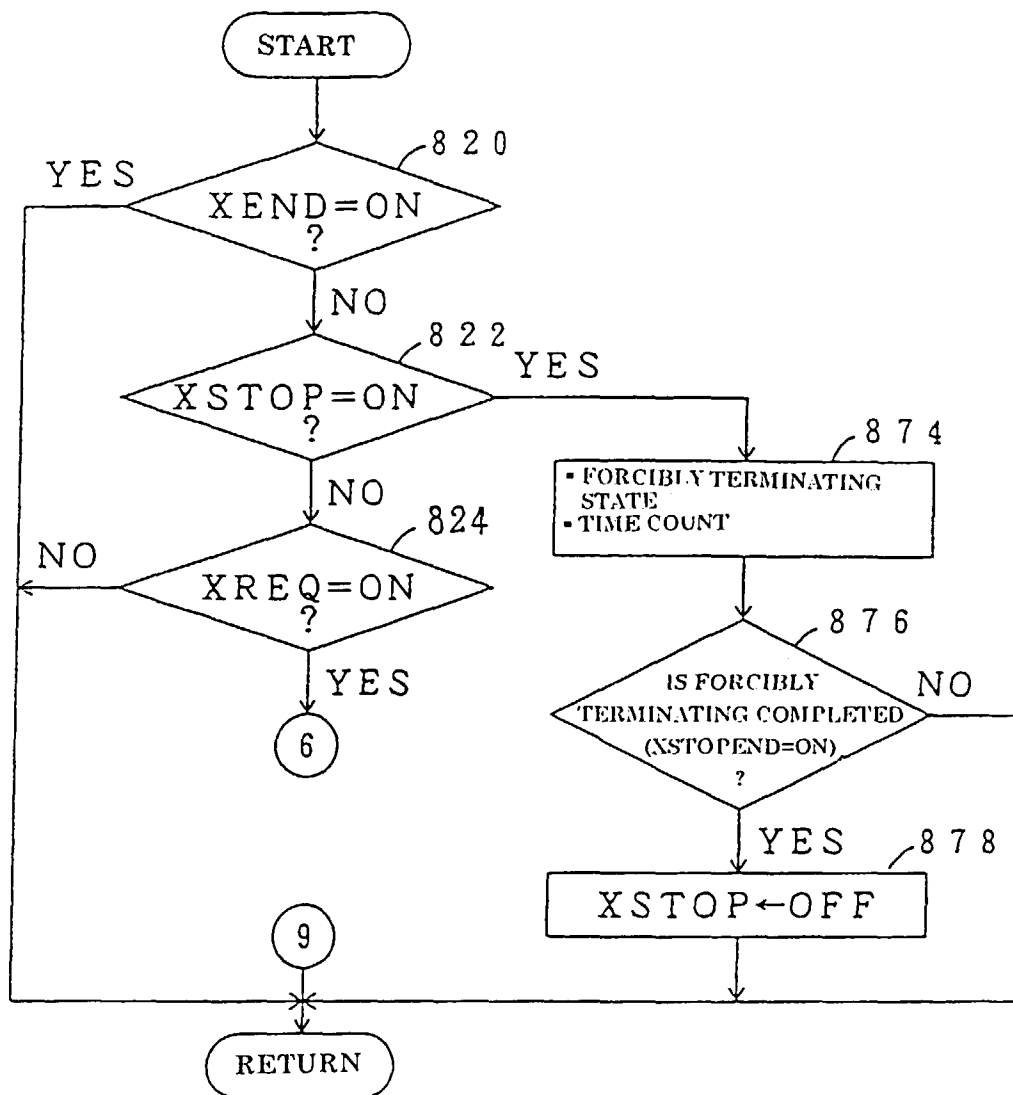 START
820
YES
XEND=ON
?
NO
822
YES
XSTOP=ON
?
874
▪ FORCIBLY TERMINATING
STATE
▪ TIME COUNT
NO
824
NO
XREQ=ON
?
876
YES
IS FORCIBLY
TERMINATING COMPLETED
(XSTOPEND=ON)
?
NO
6
YES
878
XSTOP←OFF
9
RETURN